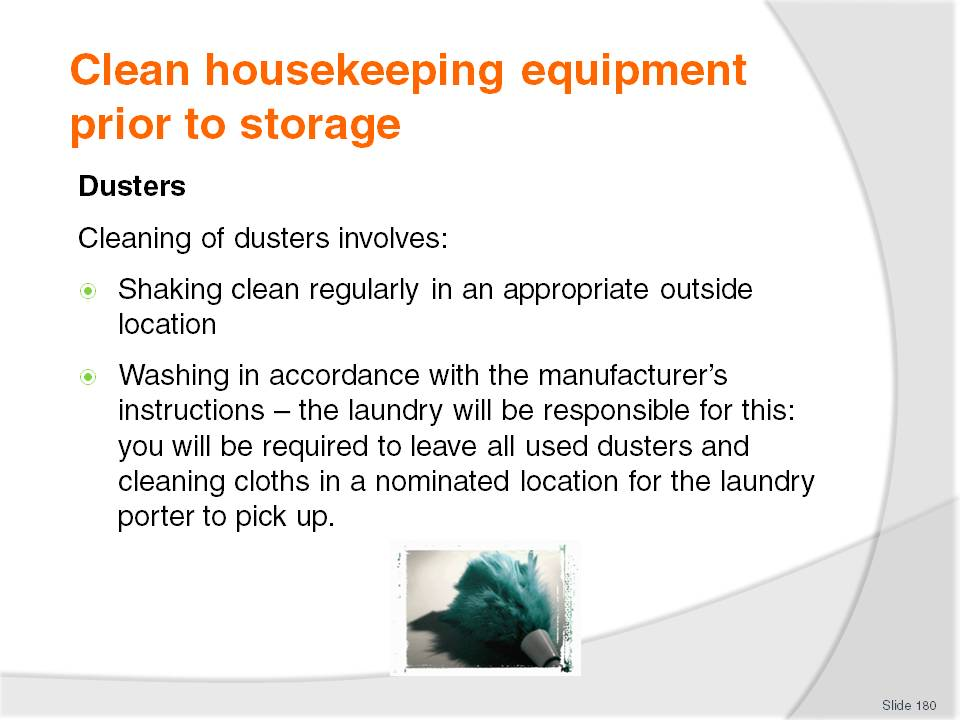 Clean housekeeping equipment
prior to storage
Dusters
Cleaning of dusters involves:
Shaking clean regularly in an appropriate outside
location
Washing in accordance with the manufacturer’s
instructions – the laundry will be responsible for this:
you will be required to leave all used dusters and
cleaning cloths in a nominated location for the laundry
porter to pick up.
Slide 180